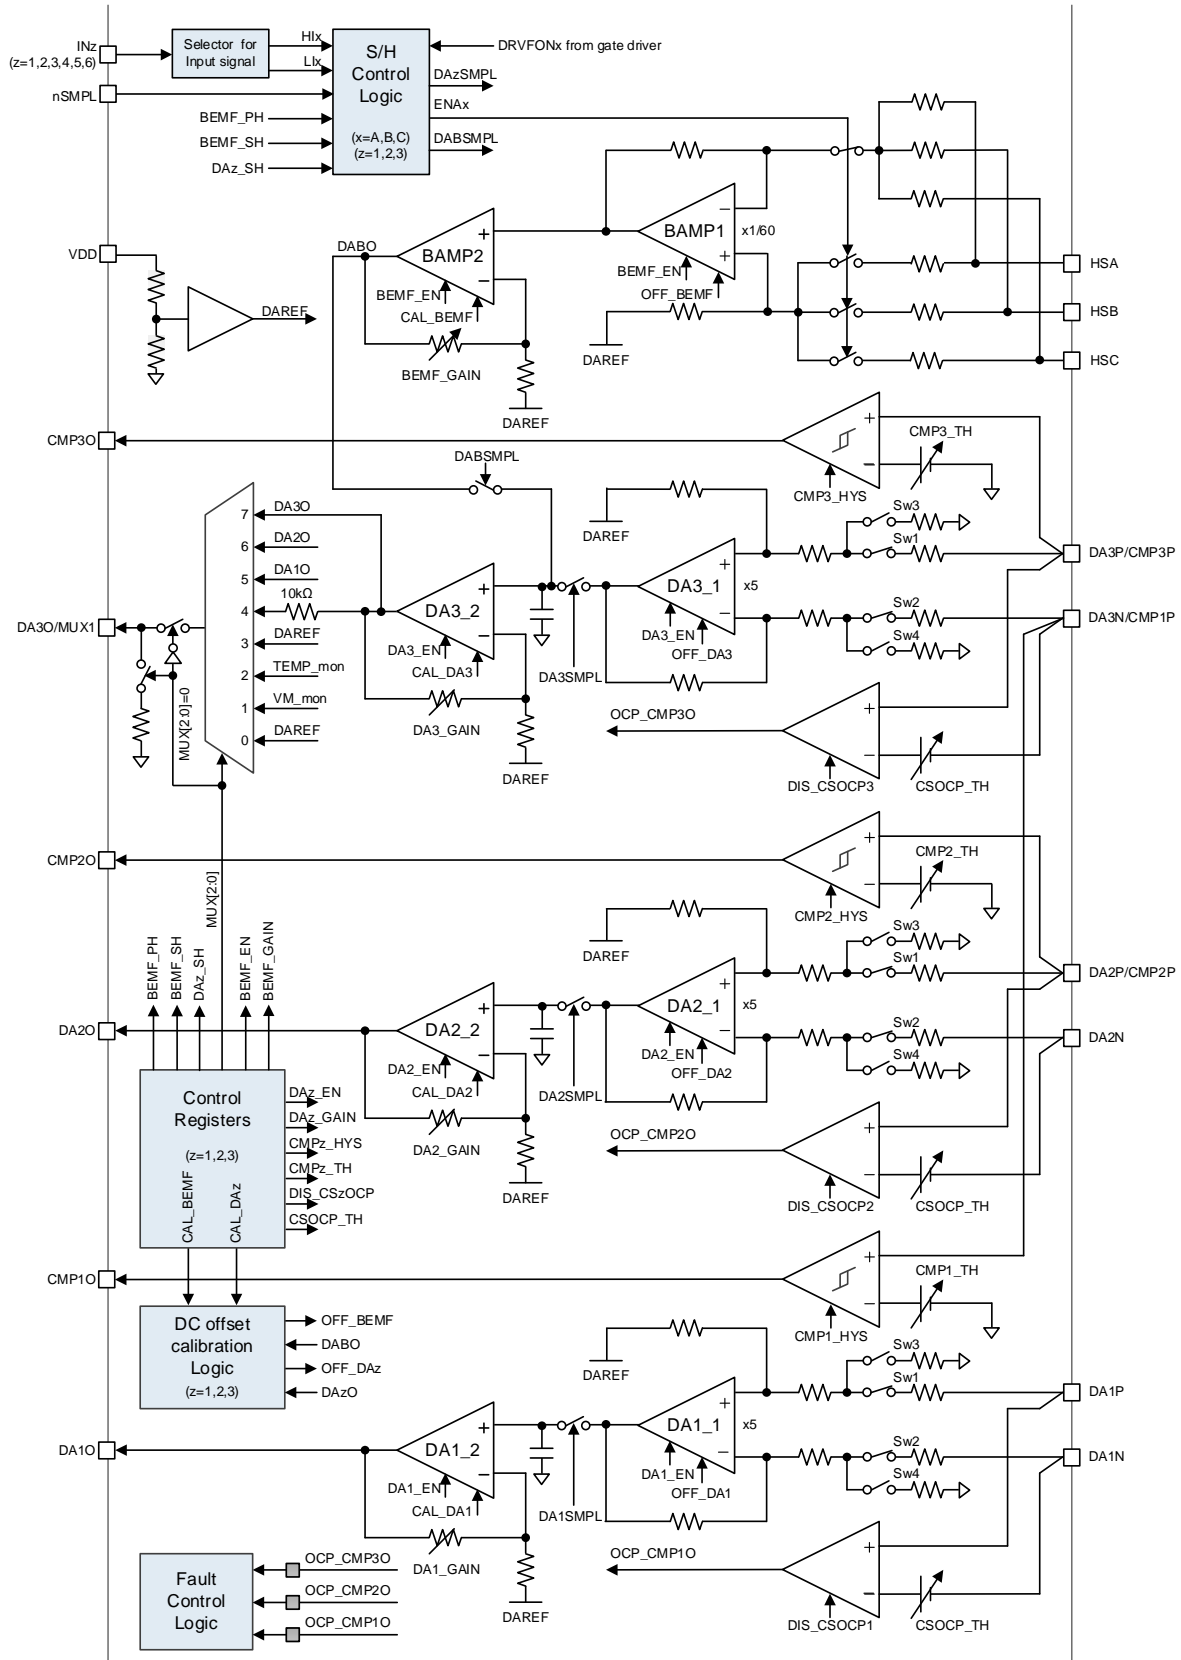 INz
(z=1,2,3,4,5,6)
nSMPL
Selector for
Input signal
HIx
LIx
S/H
Control
Logic
(x=A,B,C)
(z=1,2,3)
BEMF_PH
BEMF_SH
DAz_SH
DRVFONx from gate driver
DAzSMPL
ENAx
DABSMPL
VDD
DAREF
DABO
BAMP2
+
−
BEMF_EN
CAL_BEMF
BEMF_GAIN
DAREF
BAMP1
−
+
x1/60
BEMF_EN
OFF_BEMF
DAREF
HSA
HSB
HSC
CMP3O
+
−
CMP3_HYS
CMP3_TH
DABSMPL
DAREF
Sw3
Sw1
DA3P/CMP3P
7
DA3O
6
DA2O
5
DA1O
4
10kΩ
3
DAREF
2
TEMP_mon
1
VM_mon
0
DAREF
DA3O/MUX1
MUX[2:0]=0
DA3_2
+
−
DA3_EN
CAL_DA3
DA3_GAIN
DAREF
DA3SMPL
DA3_1
+
−
x5
DA3_EN
OFF_DA3
Sw2
Sw4
DA3N/CMP1P
OCP_CMP3O
+
−
DIS_CSOCP3
CSOCP_TH
CMP2O
+
−
CMP2_HYS
CMP2_TH
MUX[2:0]
BEMF_PH
BEMF_SH
DAz_SH
BEMF_EN
BEMF_GAIN
DAREF
Sw3
Sw1
DA2P/CMP2P
DA2O
DA2_2
+
−
DA2_EN
CAL_DA2
DA2_GAIN
DAREF
DA2SMPL
DA2_1
+
−
x5
DA2_EN
OFF_DA2
Sw2
Sw4
DA2N
Control
Registers
(z=1,2,3)
CAL_BEMF
CAL_DAz
DAz_EN
DAz_GAIN
CMPz_HYS
CMPz_TH
DIS_CSzOCP
CSOCP_TH
OCP_CMP2O
+
−
DIS_CSOCP2
CSOCP_TH
CMP1O
+
−
CMP1_HYS
CMP1_TH
DC offset
calibration
Logic
(z=1,2,3)
OFF_BEMF
DABO
OFF_DAz
DAzO
DAREF
Sw3
Sw1
DA1P
DA1O
DA1_2
+
−
DA1_EN
CAL_DA1
DA1_GAIN
DAREF
DA1SMPL
DA1_1
+
−
x5
DA1_EN
OFF_DA1
Sw2
Sw4
DA1N
OCP_CMP1O
+
−
DIS_CSOCP1
CSOCP_TH
Fault
Control
Logic
OCP_CMP3O
OCP_CMP2O
OCP_CMP1O